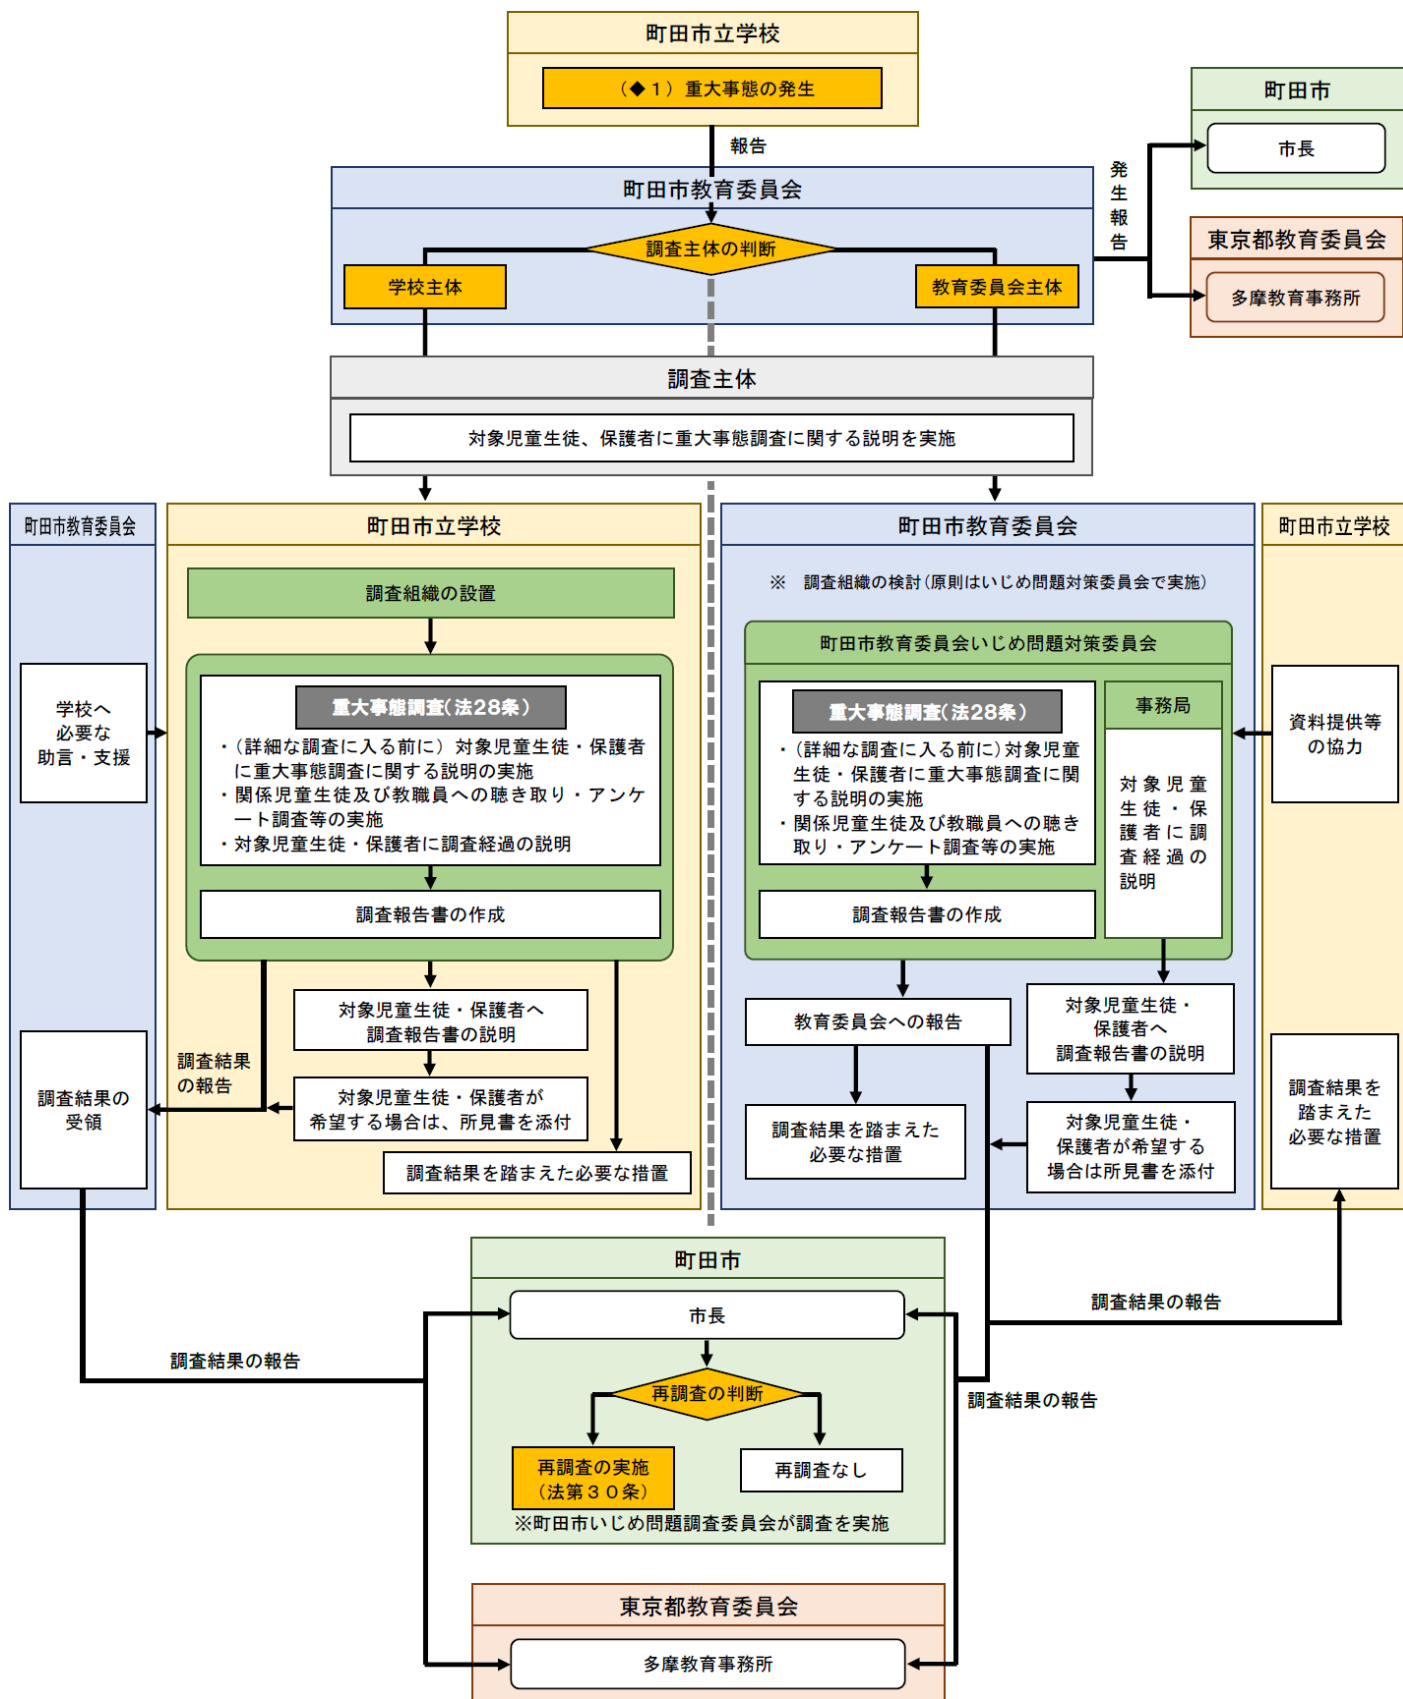 町田市立学校
（◆１）重大事態の発生
報告
町田市
市長
発
生
報
告
東京都教育委員会
多摩教育事務所
町田市教育委員会
調査主体の判断
学校主体
教育委員会主体
調査主体
対象児童生徒、保護者に重大事態調査に関する説明を実施
町田市教育委員会
学校へ
必要な
助言・支援
調査結果の
受領
町田市立学校
調査組織の設置
重大事態調査（法28条）
・（詳細な調査に入る前に）対象児童生徒・保護者
に重大事態調査に関する説明の実施
・関係児童生徒及び教職員への聴き取り・アンケ
ート調査等の実施
・対象児童生徒・保護者に調査経過の説明
調査報告書の作成
対象児童生徒・保護者へ
調査報告書の説明
調査結果
の報告
対象児童生徒・保護者が
希望する場合は、所見書を添付
調査結果を踏まえた必要な措置
町田市教育委員会
※　調査組織の検討（原則はいじめ問題対策委員会で実施）
町田市教育委員会いじめ問題対策委員会
重大事態調査（法28条）
・（詳細な調査に入る前に）対象児童
生徒・保護者に重大事態調査に関
する説明の実施
・関係児童生徒及び教職員への聴き
取り・アンケート調査等の実施
調査報告書の作成
事務局
対象児童
生徒・保
護者に調
査経過の
説明
教育委員会への報告
調査結果を踏まえた
必要な措置
対象児童生徒・
保護者へ
調査報告書の説明
対象児童生徒・
保護者が希望する
場合は所見書を添付
町田市立学校
資料提供等
の協力
調査結果を
踏まえた
必要な措置
調査結果の報告
調査結果の報告
調査結果の報告
町田市
市長
再調査の判断
再調査の実施
（法第３０条）
再調査なし
※町田市いじめ問題調査委員会が調査を実施
東京都教育委員会
多摩教育事務所